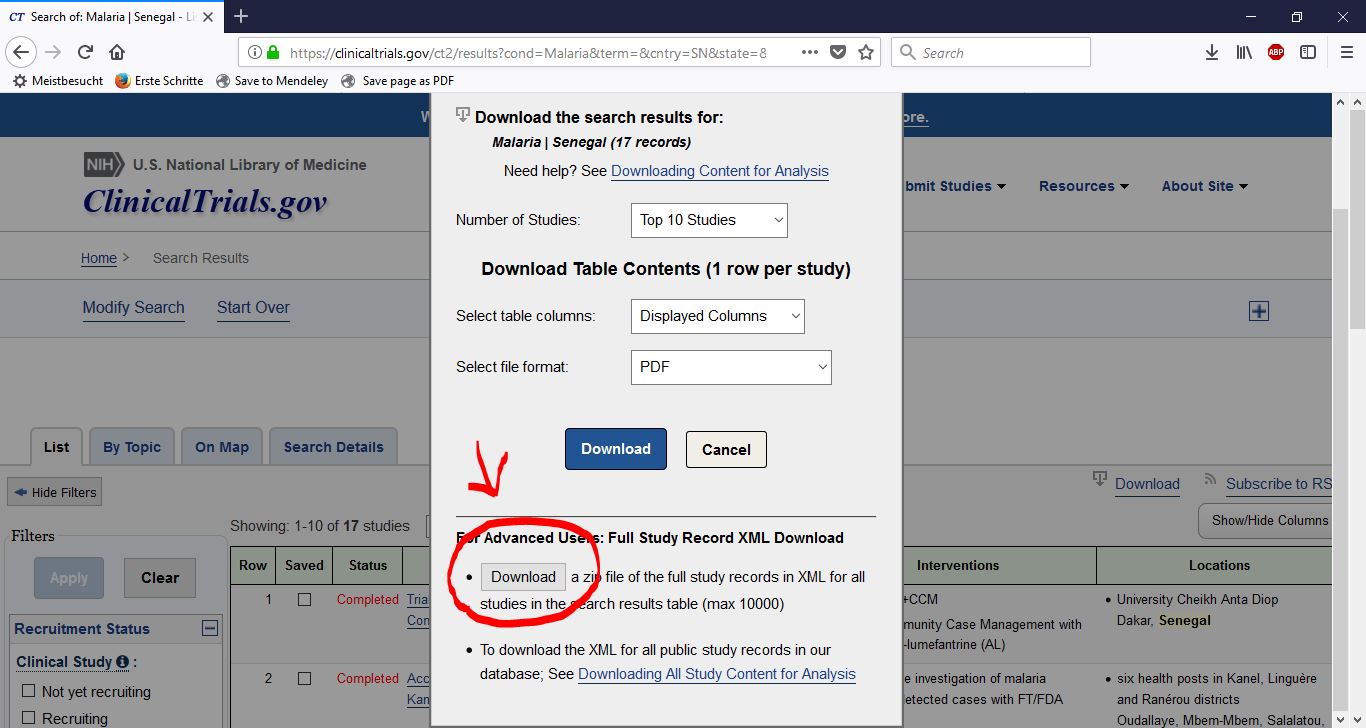 CT Search of: Malaria | Senegal - Li
https://clinicaltrials.gov/ct2/results?cond=Malaria&term=&cntry=SN&state=&
Search
ABP
Meistbesucht Erste Schritte Save to Mendeley Save page as PDF
Download the search results for:
Malaria | Senegal (17 records)
Need help? See Downloading Content for Analysis
NIH U.S. National Library of Medicine
ClinicalTrials.gov
bmit Studies Resources About Site
Number of Studies: Top 10 Studies
Home > Search Results
Download Table Contents (1 row per study)
Modify Search Start Over
Select table columns: Displayed Columns
Select file format: PDF
List By Topic On Map Search Details
Download Cancel
Hide Filters
Download Subscribe to RS
Showing: 1-10 of 17 studies
Show/Hide Columns
Filters
Apply Clear
For Advanced Users: Full Study Record XML Download
• Download a zip file of the full study records in XML for all
studies in the search results table (max 10000)
• To download the XML for all public study records in our
database; See Downloading All Study Content for Analysis
Row Saved Status Interventions Locations
1 Completed Tria
Con
+CCM
munity Case Management with
-lumefantrine (AL)
• University Cheikh Anta Diop
Dakar, Senegal
2 Completed Acc
Kan
e investigation of malaria
etected cases with FT/FDA
• six health posts in Kanel, Linguère
and Ranérou districts
Oudallaye, Mbem-Mbem, Salalatou,
Recruitment Status
Clinical Study :
Not yet recruiting
Recruiting